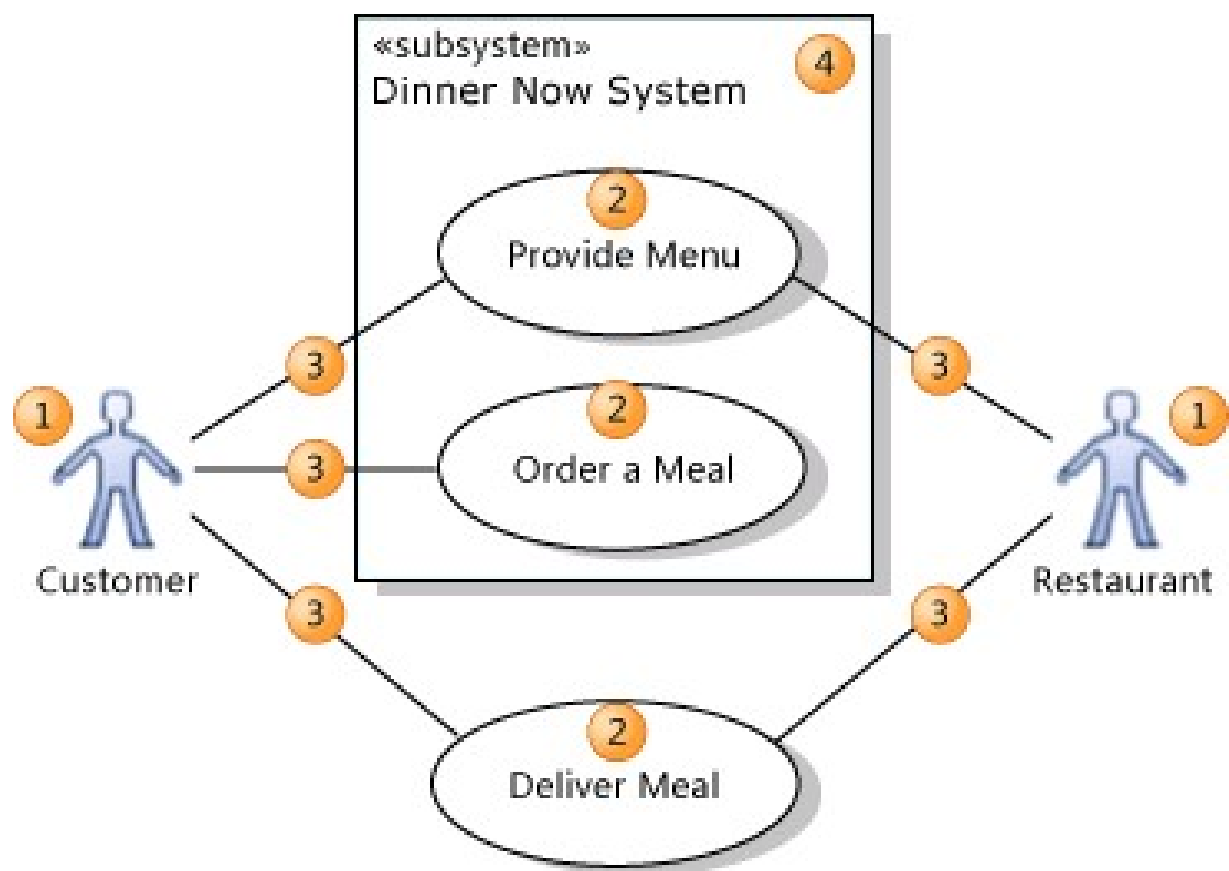 «subsystem»
4
Dinner Now System
2
Provide Menu
3
3
1
2
1
3
Order a Meal
Customer
Restaurant
3
3
2
Deliver Meal